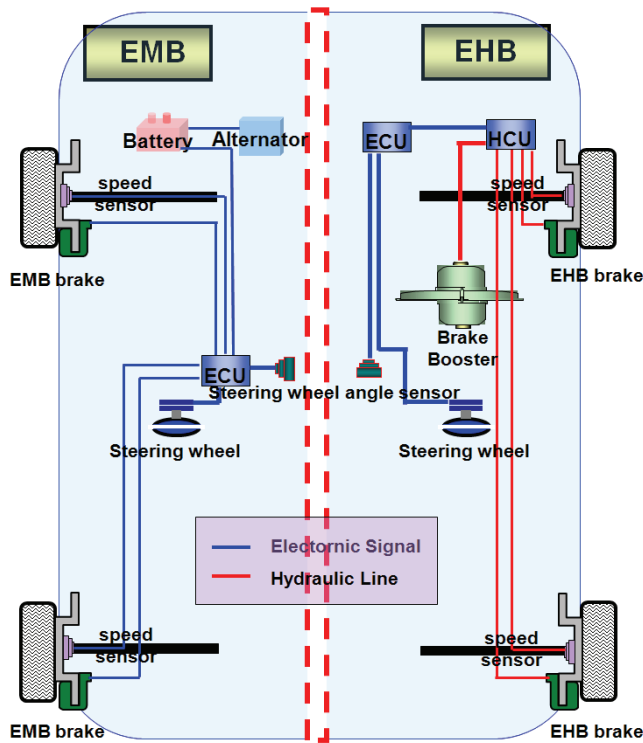 EMB
EHB
Battery
Alternator
ECU
HCU
speed
sensor
speed
sensor
EMB brake
EHB brake
Brake
Booster
ECU
Steering wheel angle sensor
Steering wheel
Steering wheel
Electornic Signal
Hydraulic Line
speed
sensor
speed
sensor
EMB brake
EHB brake